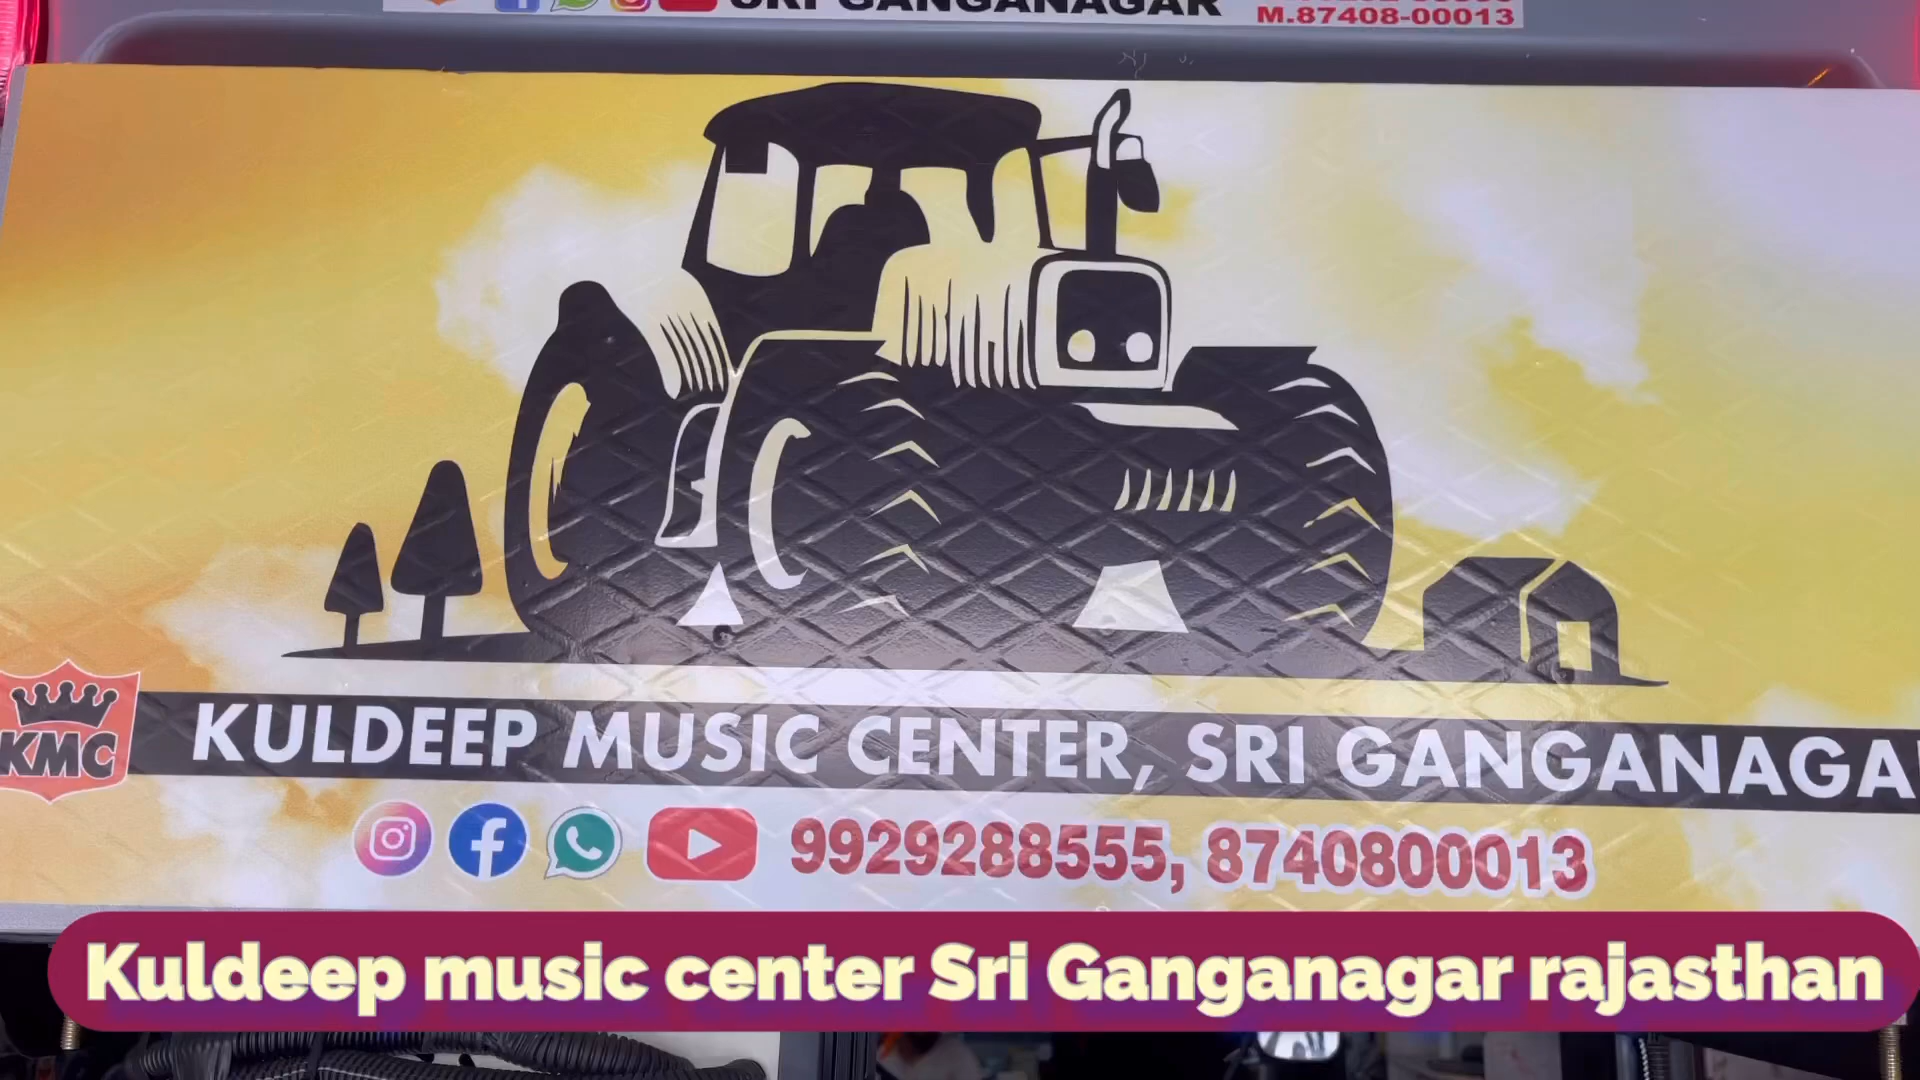 SRI GANGANAGAR
M.87408-00013
KMC
KULDEEP MUSIC CENTER, SRI GANGANAGA
9929288555, 8740800013
Kuldeep music center Sri Ganganagar rajasthan